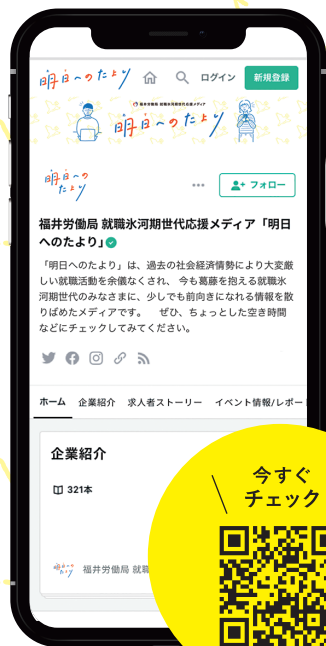 明日へのたより
ログイン
新規登録
福井労働局 就職氷河期世代応援メディア
明日へのたより
明日へのたより
フォロー
福井労働局 就職氷河期世代応援メディア「明日
へのたより」
「明日へのたより」は、過去の社会経済情勢により大変厳
しい就職活動を余儀なくされ、 今も葛藤を抱える就職氷
河期世代のみなさまに、少しでも前向きになれる情報を散
りばめたメディアです。 ぜひ、ちょっとした空き時間
などにチェックしてみてください。
ホーム 企業紹介 求人者ストーリー イベント情報/レポー
企業紹介
321本
明日へのたより
福井労働局 就職
今すぐ
チェック